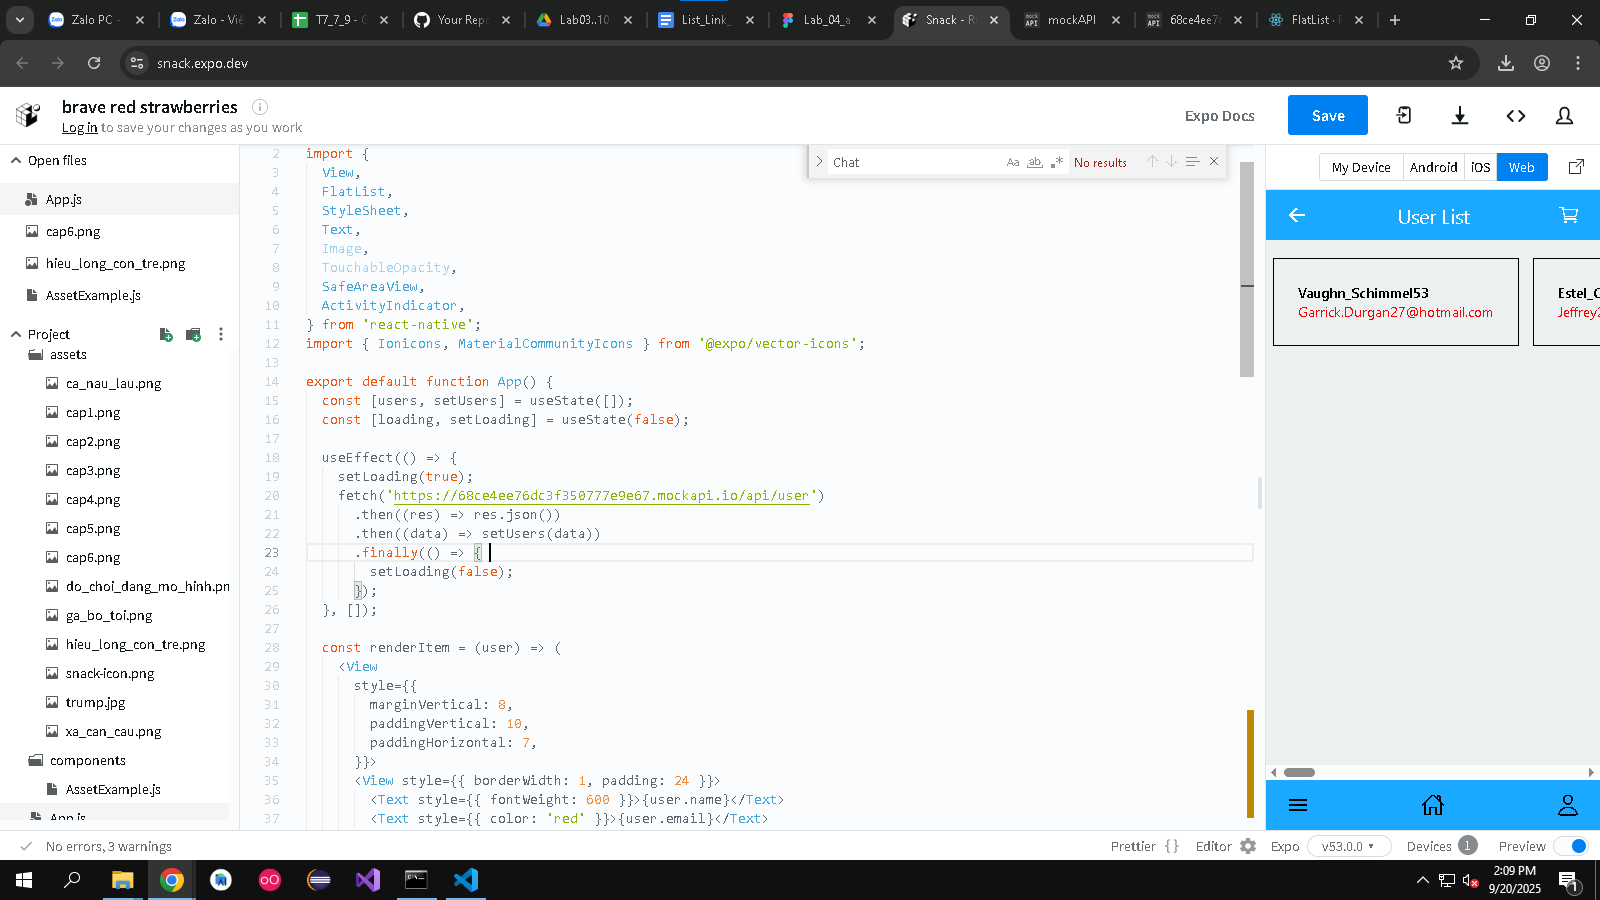 Zalo PC -
Zalo - Việ
T7_7_9 - G
Your Repo
Lab03..10
List_Link_
Lab_04_a
Snack - Re
mockAPI
68ce4ee76
FlatList · R
snack.expo.dev
brave red strawberries
Log in to save your changes as you work
Expo Docs
Save
Open files
App.js
cap6.png
hieu_long_con_tre.png
AssetExample.js
Project
assets
ca_nau_lau.png
cap1.png
cap2.png
cap3.png
cap4.png
cap5.png
cap6.png
do_choi_dang_mo_hinh.pn
ga_bo_toi.png
hieu_long_con_tre.png
snack-icon.png
trump.jpg
xa_can_cau.png
components
AssetExample.js
App.js
Chat
Aa
ab
No results
2 import {
3 View,
4 FlatList,
5 StyleSheet,
6 Text,
7 Image,
8 TouchableOpacity,
9 SafeAreaView,
10 ActivityIndicator,
11 } from 'react-native';
12 import { Ionicons, MaterialCommunityIcons } from '@expo/vector-icons';
13
14 export default function App() {
15 const [users, setUsers] = useState([]);
16 const [loading, setLoading] = useState(false);
17
18 useEffect(() => {
19 setLoading(true);
20 fetch('https://68ce4ee76dc3f350777e9e67.mockapi.io/api/user')
21 .then((res) => res.json())
22 .then((data) => setUsers(data))
23 .finally(() => {
24 setLoading(false);
25 });
26 }, []);
27
28 const renderItem = (user) => (
29 <View
30 style={{
31 marginVertical: 8,
32 paddingVertical: 10,
33 paddingHorizontal: 7,
34 }}>
35 <View style={{ borderWidth: 1, padding: 24 }}>
36 <Text style={{ fontWeight: 600 }}>{user.name}</Text>
37 <Text style={{ color: 'red' }}>{user.email}</Text>
My Device
Android
iOS
Web
User List
Vaughn_Schimmel53
Garrick.Durgan27@hotmail.com
Estel_C
Jeffrey2
No errors, 3 warnings
Prettier { }
Editor
Expo
v53.0.0
Devices 1
Preview
2:09 PM
9/20/2025
1